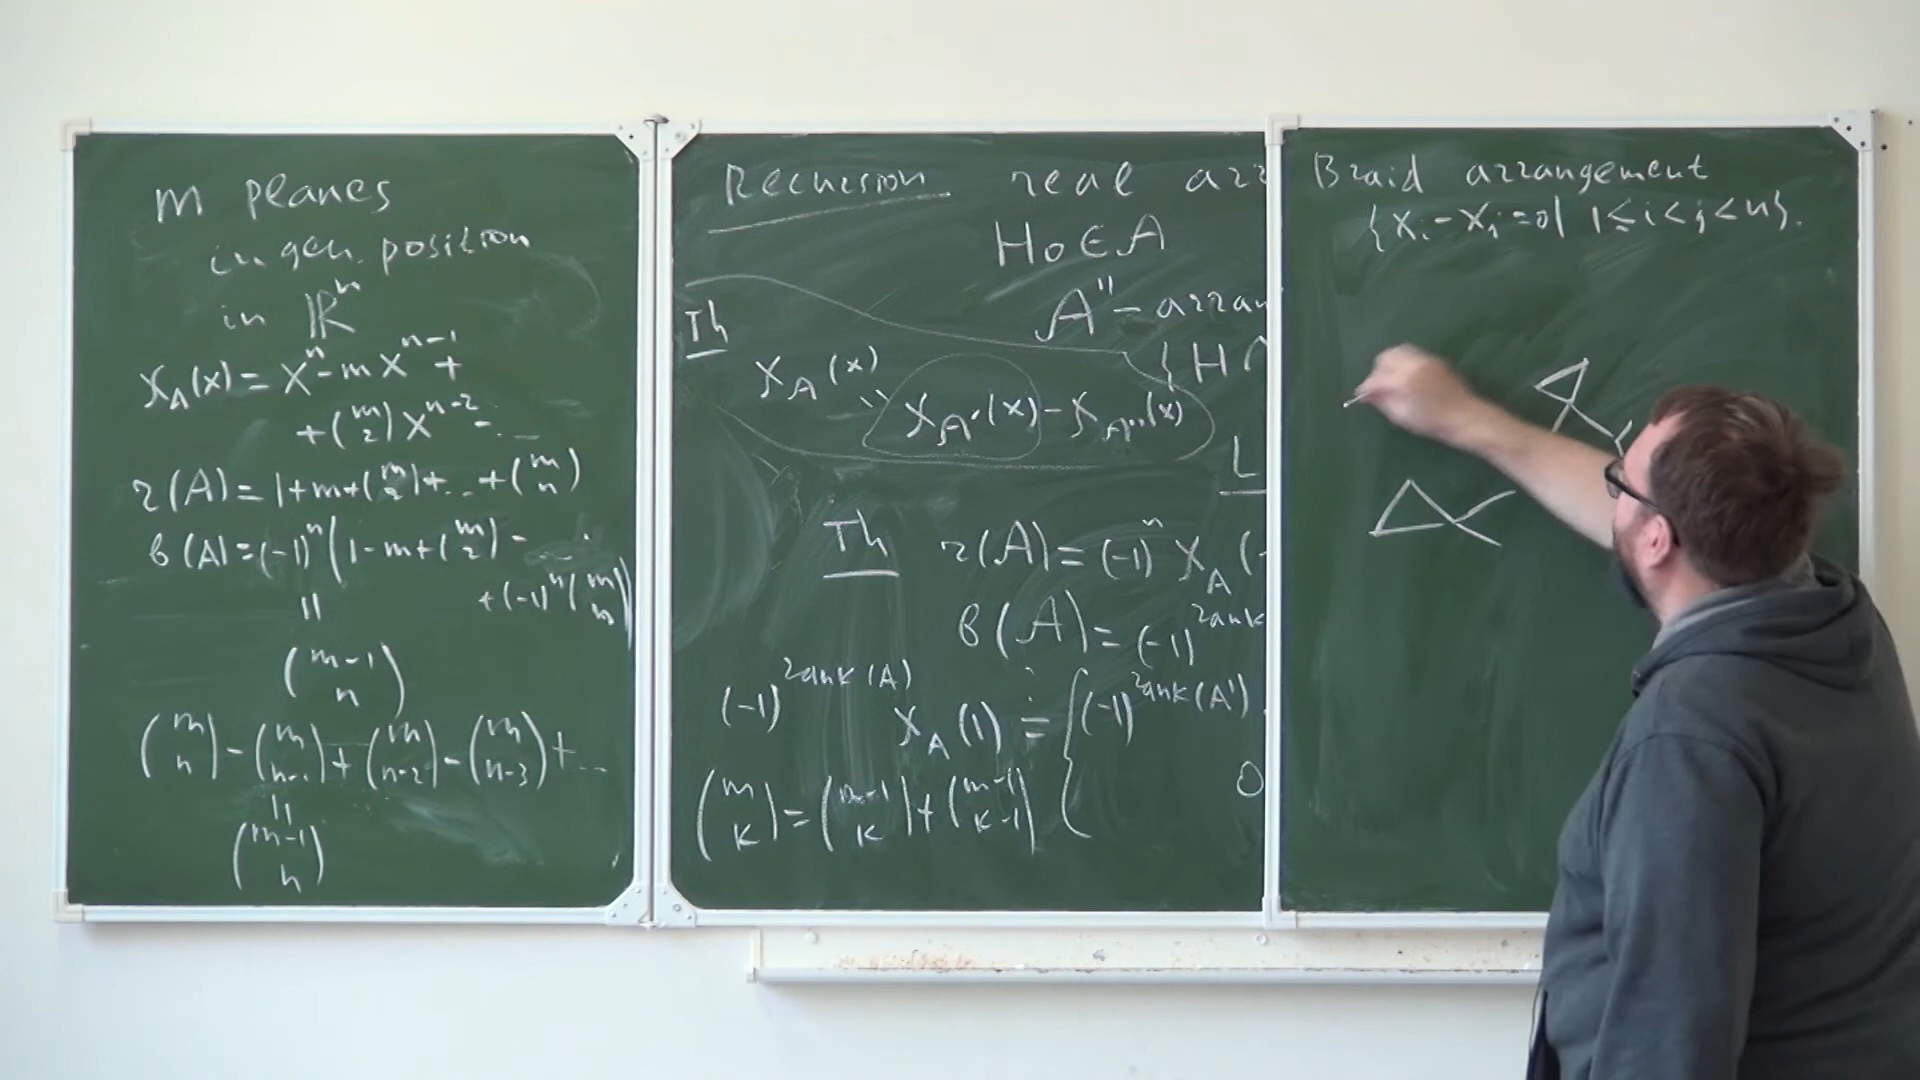 m planes
in gen. position
in ℝⁿ
χ_A(x) = xⁿ - m xⁿ⁻¹ +
+ (m 2) xⁿ⁻² - ...
r(A) = 1 + m + (m 2) + ... + (m n)
b(A) = (-1)ⁿ (1 - m + (m 2) - ...
+ (-1)ⁿ (m n))
||
(m-1 n)
(m n) - (m n-1) + (m n-2) - (m n-3) + ...
||
(m-1 n)
Recursion real arr
H₀ ∈ A
A'' - arran
{H ∩
Th
χ_A(x)
||
χ_A'(x) - χ_A''(x)
L
Th r(A) = (-1)ⁿ χ_A(-
b(A) = (-1)^rank
(-1)^rank(A) χ_A(1) = { (-1)^rank(A')
0
(m k) = (m-1 k) + (m-1 k-1)
Braid arrangement
{x_i - x_j = 0 | 1 ≤ i < j < n}.